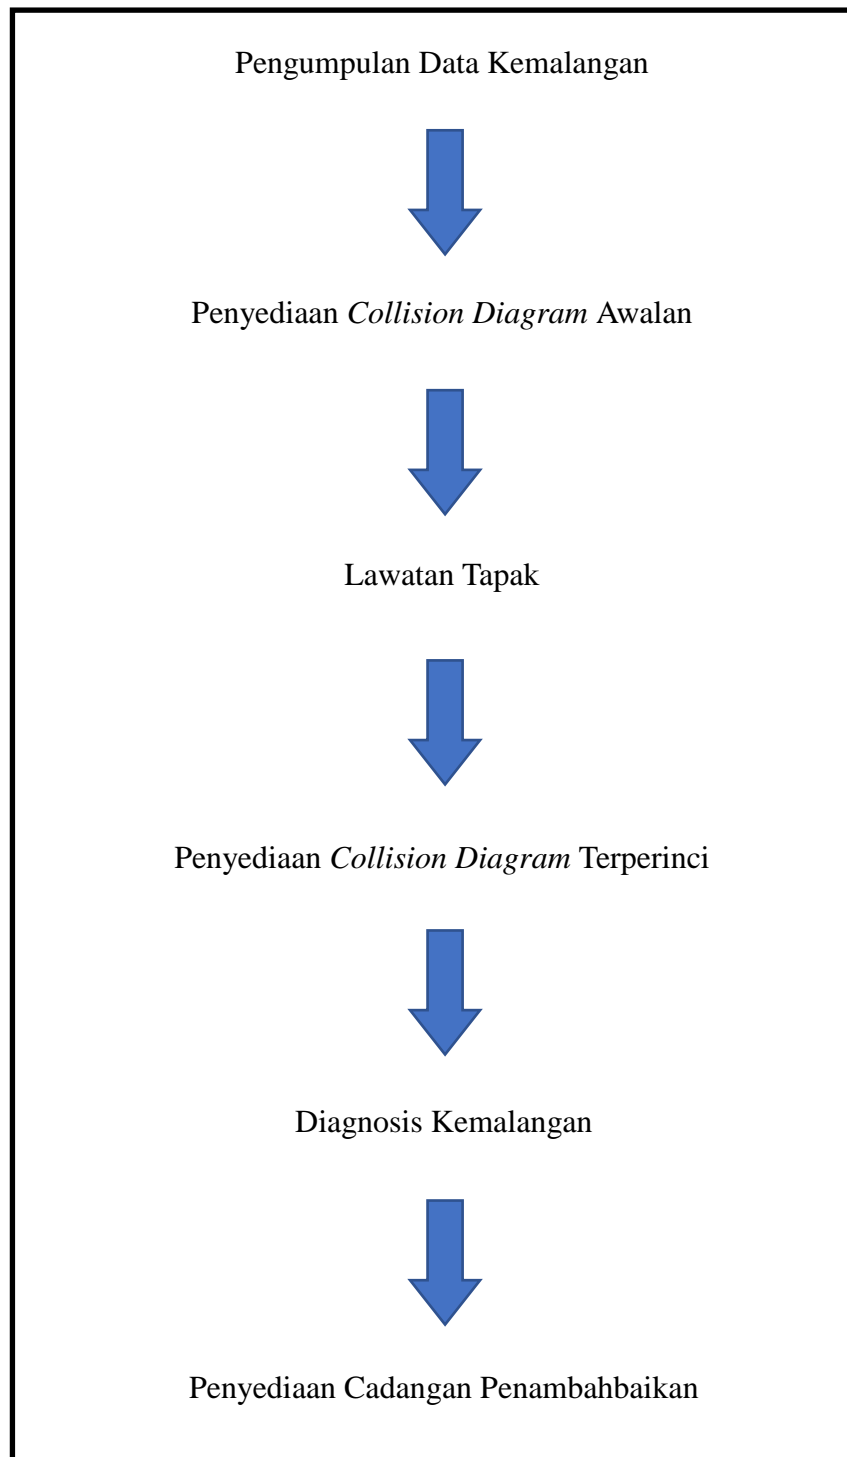 Pengumpulan Data Kemalangan
Penyediaan Collision Diagram Awalan
Lawatan Tapak
Penyediaan Collision Diagram Terperinci
Diagnosis Kemalangan
Penyediaan Cadangan Penambahbaikan